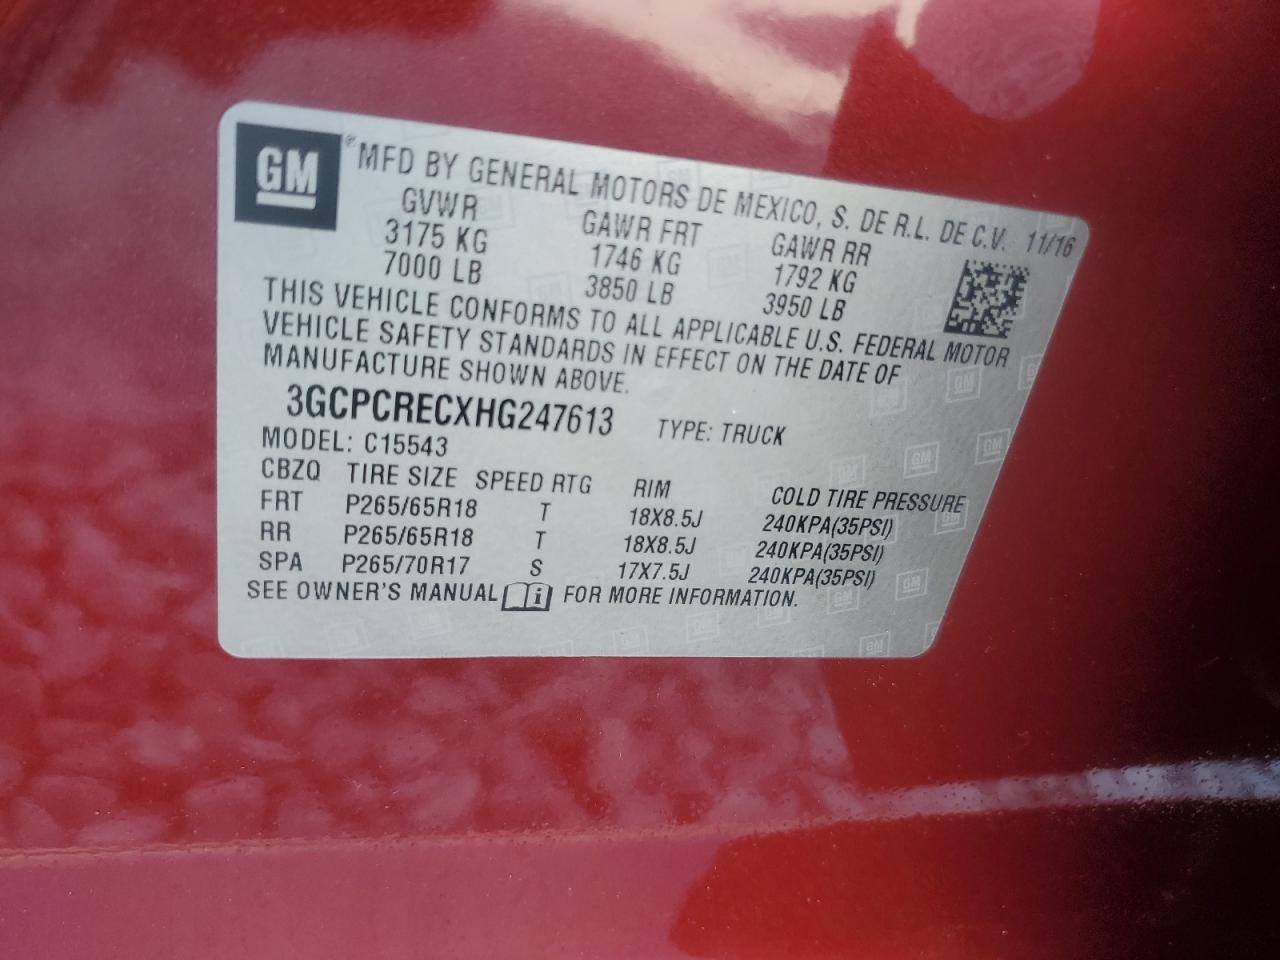 GM ® MFD BY GENERAL MOTORS DE MEXICO, S. DE R.L. DE C.V. 11/16
GVWR GAWR FRT GAWR RR
3175 KG 1746 KG 1792 KG
7000 LB 3850 LB 3950 LB
THIS VEHICLE CONFORMS TO ALL APPLICABLE U.S. FEDERAL MOTOR
VEHICLE SAFETY STANDARDS IN EFFECT ON THE DATE OF
MANUFACTURE SHOWN ABOVE.
3GCPCRECXHG247613 TYPE: TRUCK
MODEL: C15543
CBZQ TIRE SIZE SPEED RTG RIM COLD TIRE PRESSURE
FRT P265/65R18 T 18X8.5J 240KPA(35PSI)
RR P265/65R18 T 18X8.5J 240KPA(35PSI)
SPA P265/70R17 S 17X7.5J 240KPA(35PSI)
SEE OWNER'S MANUAL i FOR MORE INFORMATION.